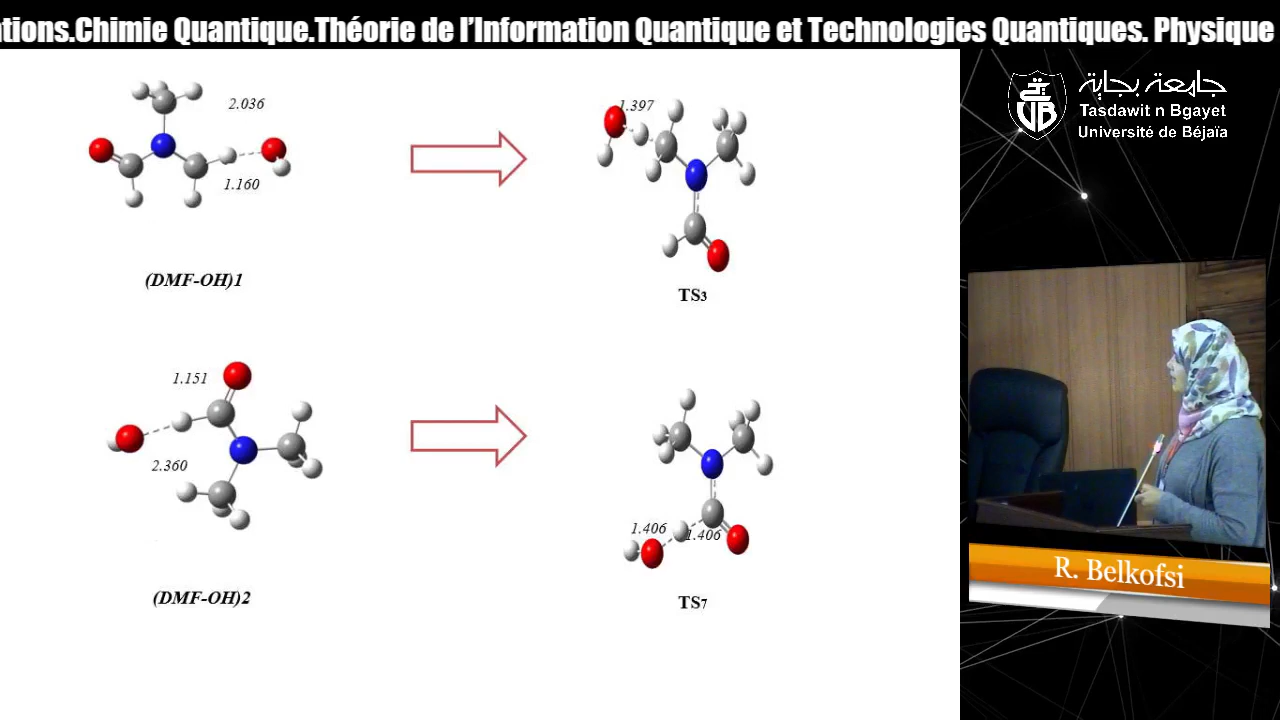 ations.Chimie Quantique.Théorie de l’Information Quantique et Technologies Quantiques. Physique
جامعة بجاية
Tasdawit n Bgayet
Université de Béjaïa
UB
2.036
1.160
(DMF-OH)1
1.397
TS3
1.151
2.360
(DMF-OH)2
1.406
1.406
TS7
R. Belkofsi